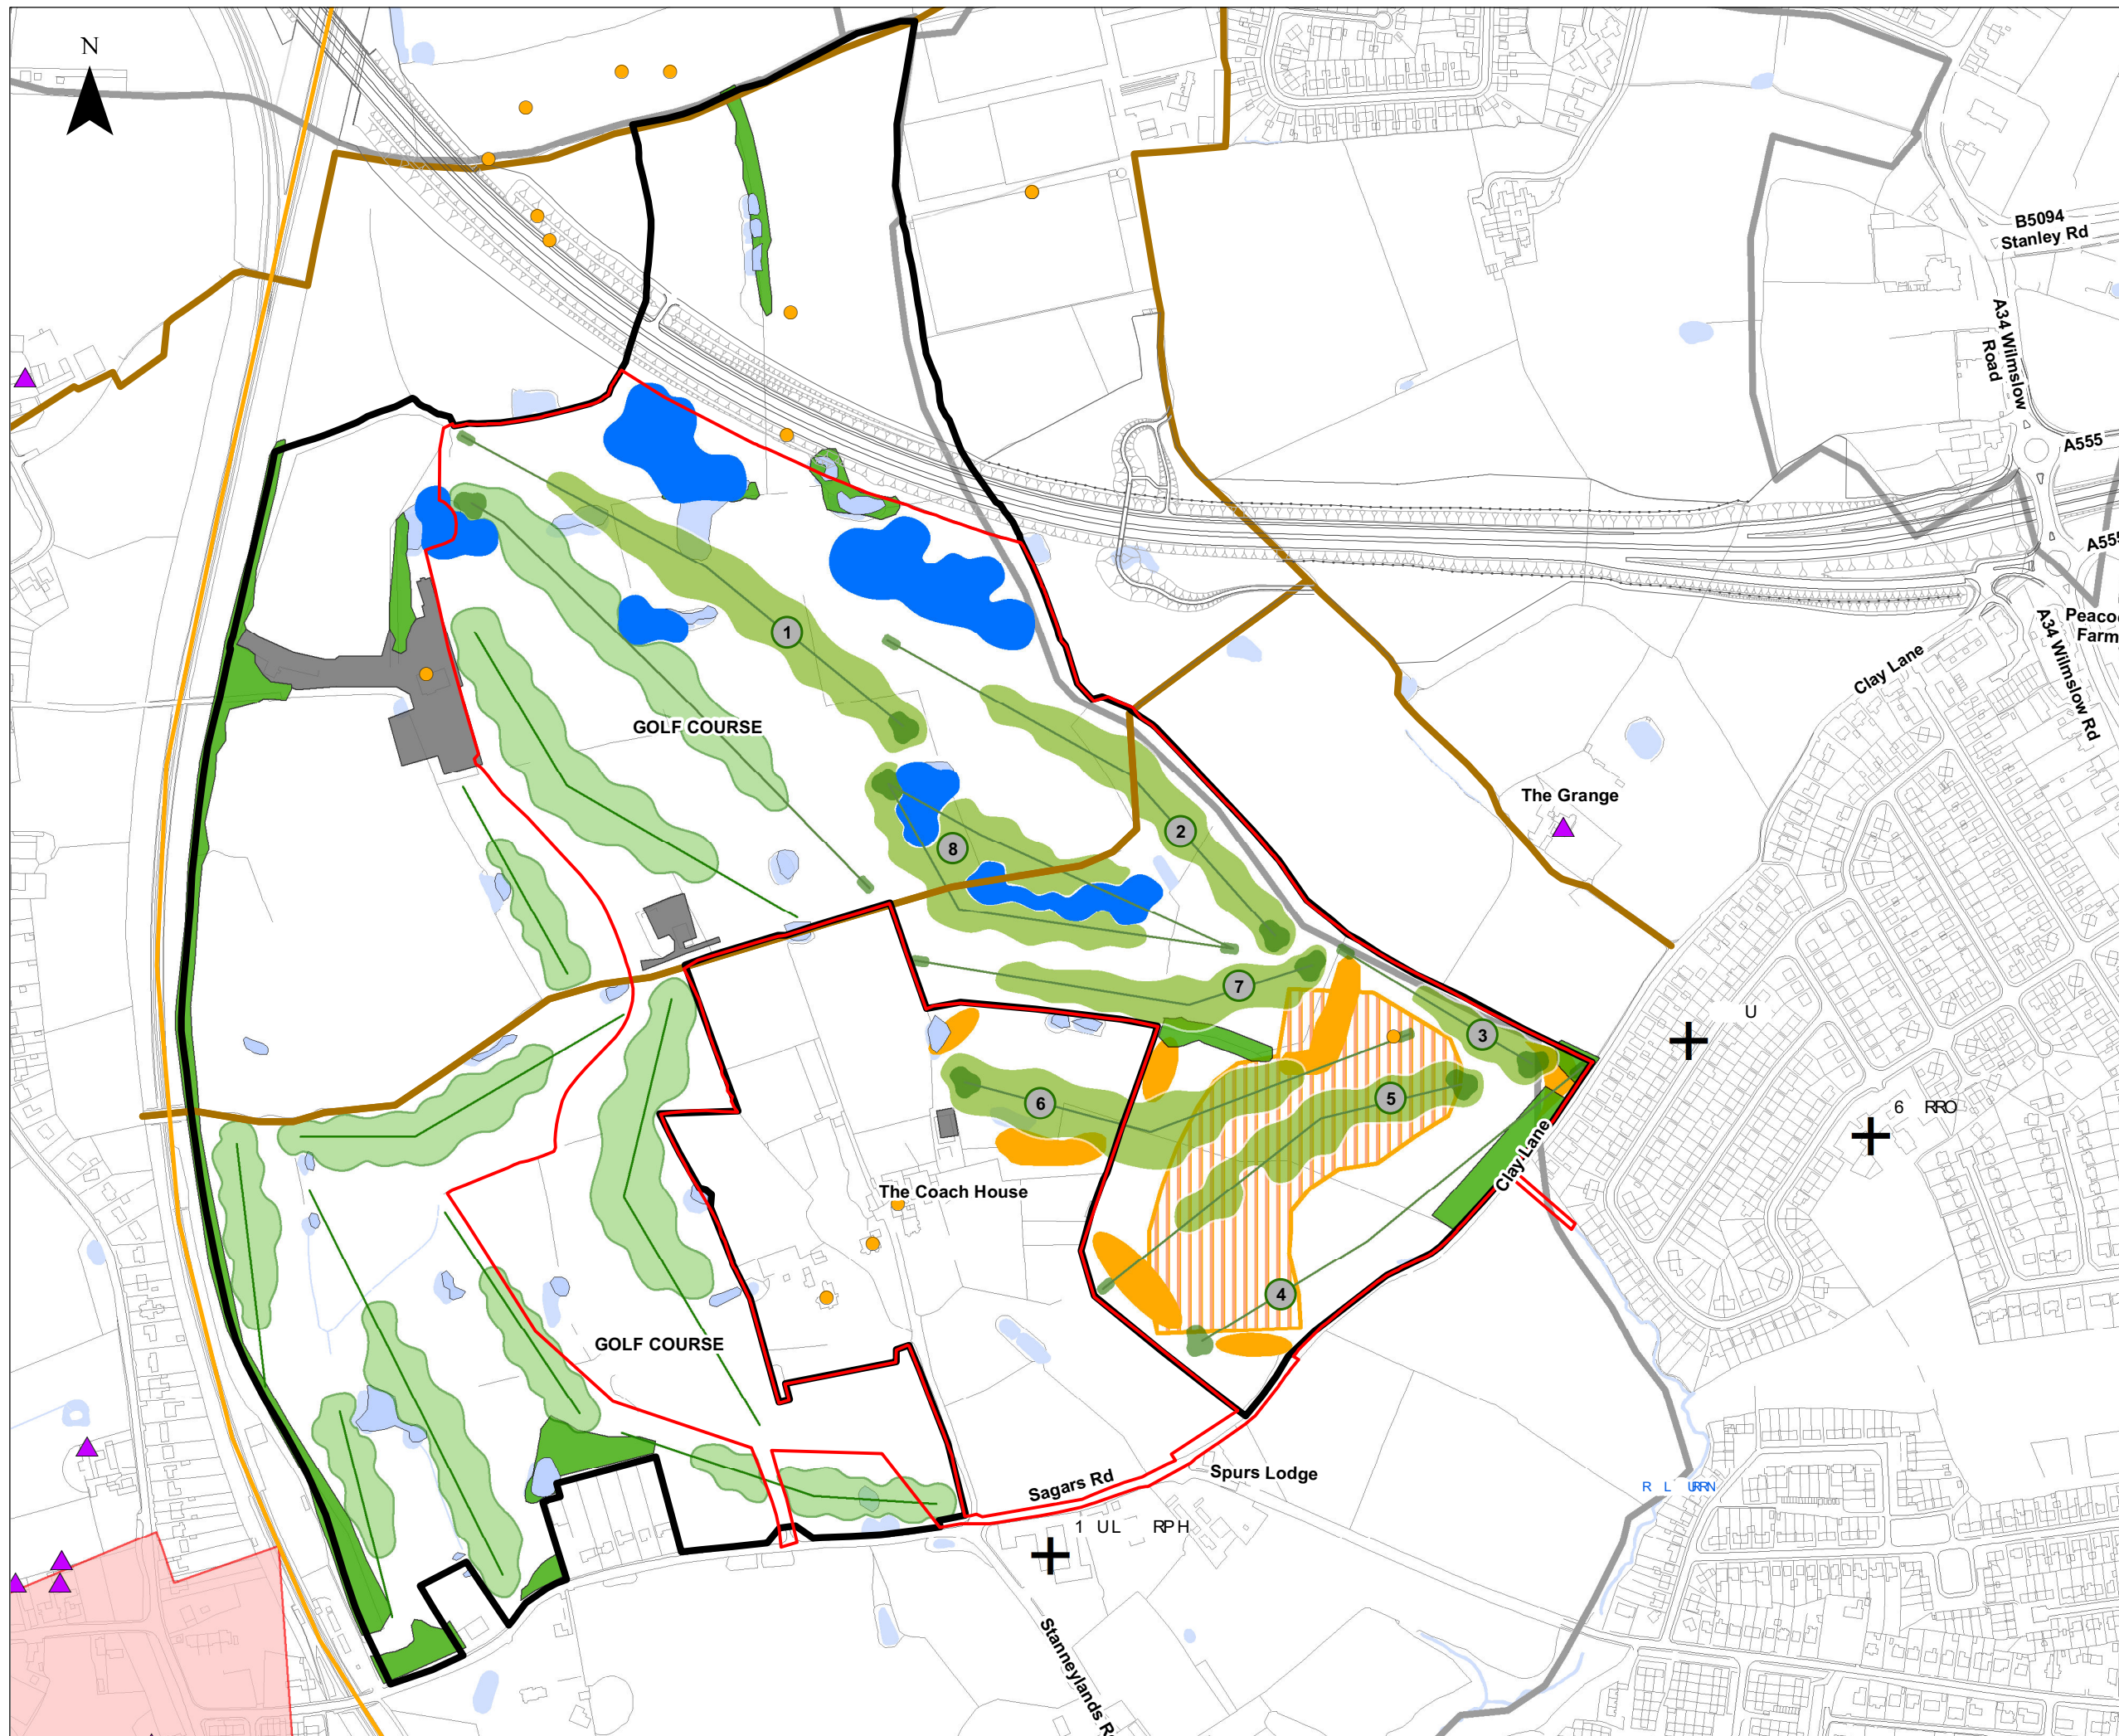 N
B5094
Stanley Rd
A34 Wilmslow
Road
A555
A555
Peaco
Farm
A34 Wilmslow Rd
Clay Lane
1
GOLF COURSE
The Grange
2
8
7
U
3
5
6
6 RRO
Clay Lane
The Coach House
4
GOLF COURSE
Spurs Lodge
Sagars Rd
R L URRN
1 UL RPH
Stanneylands R